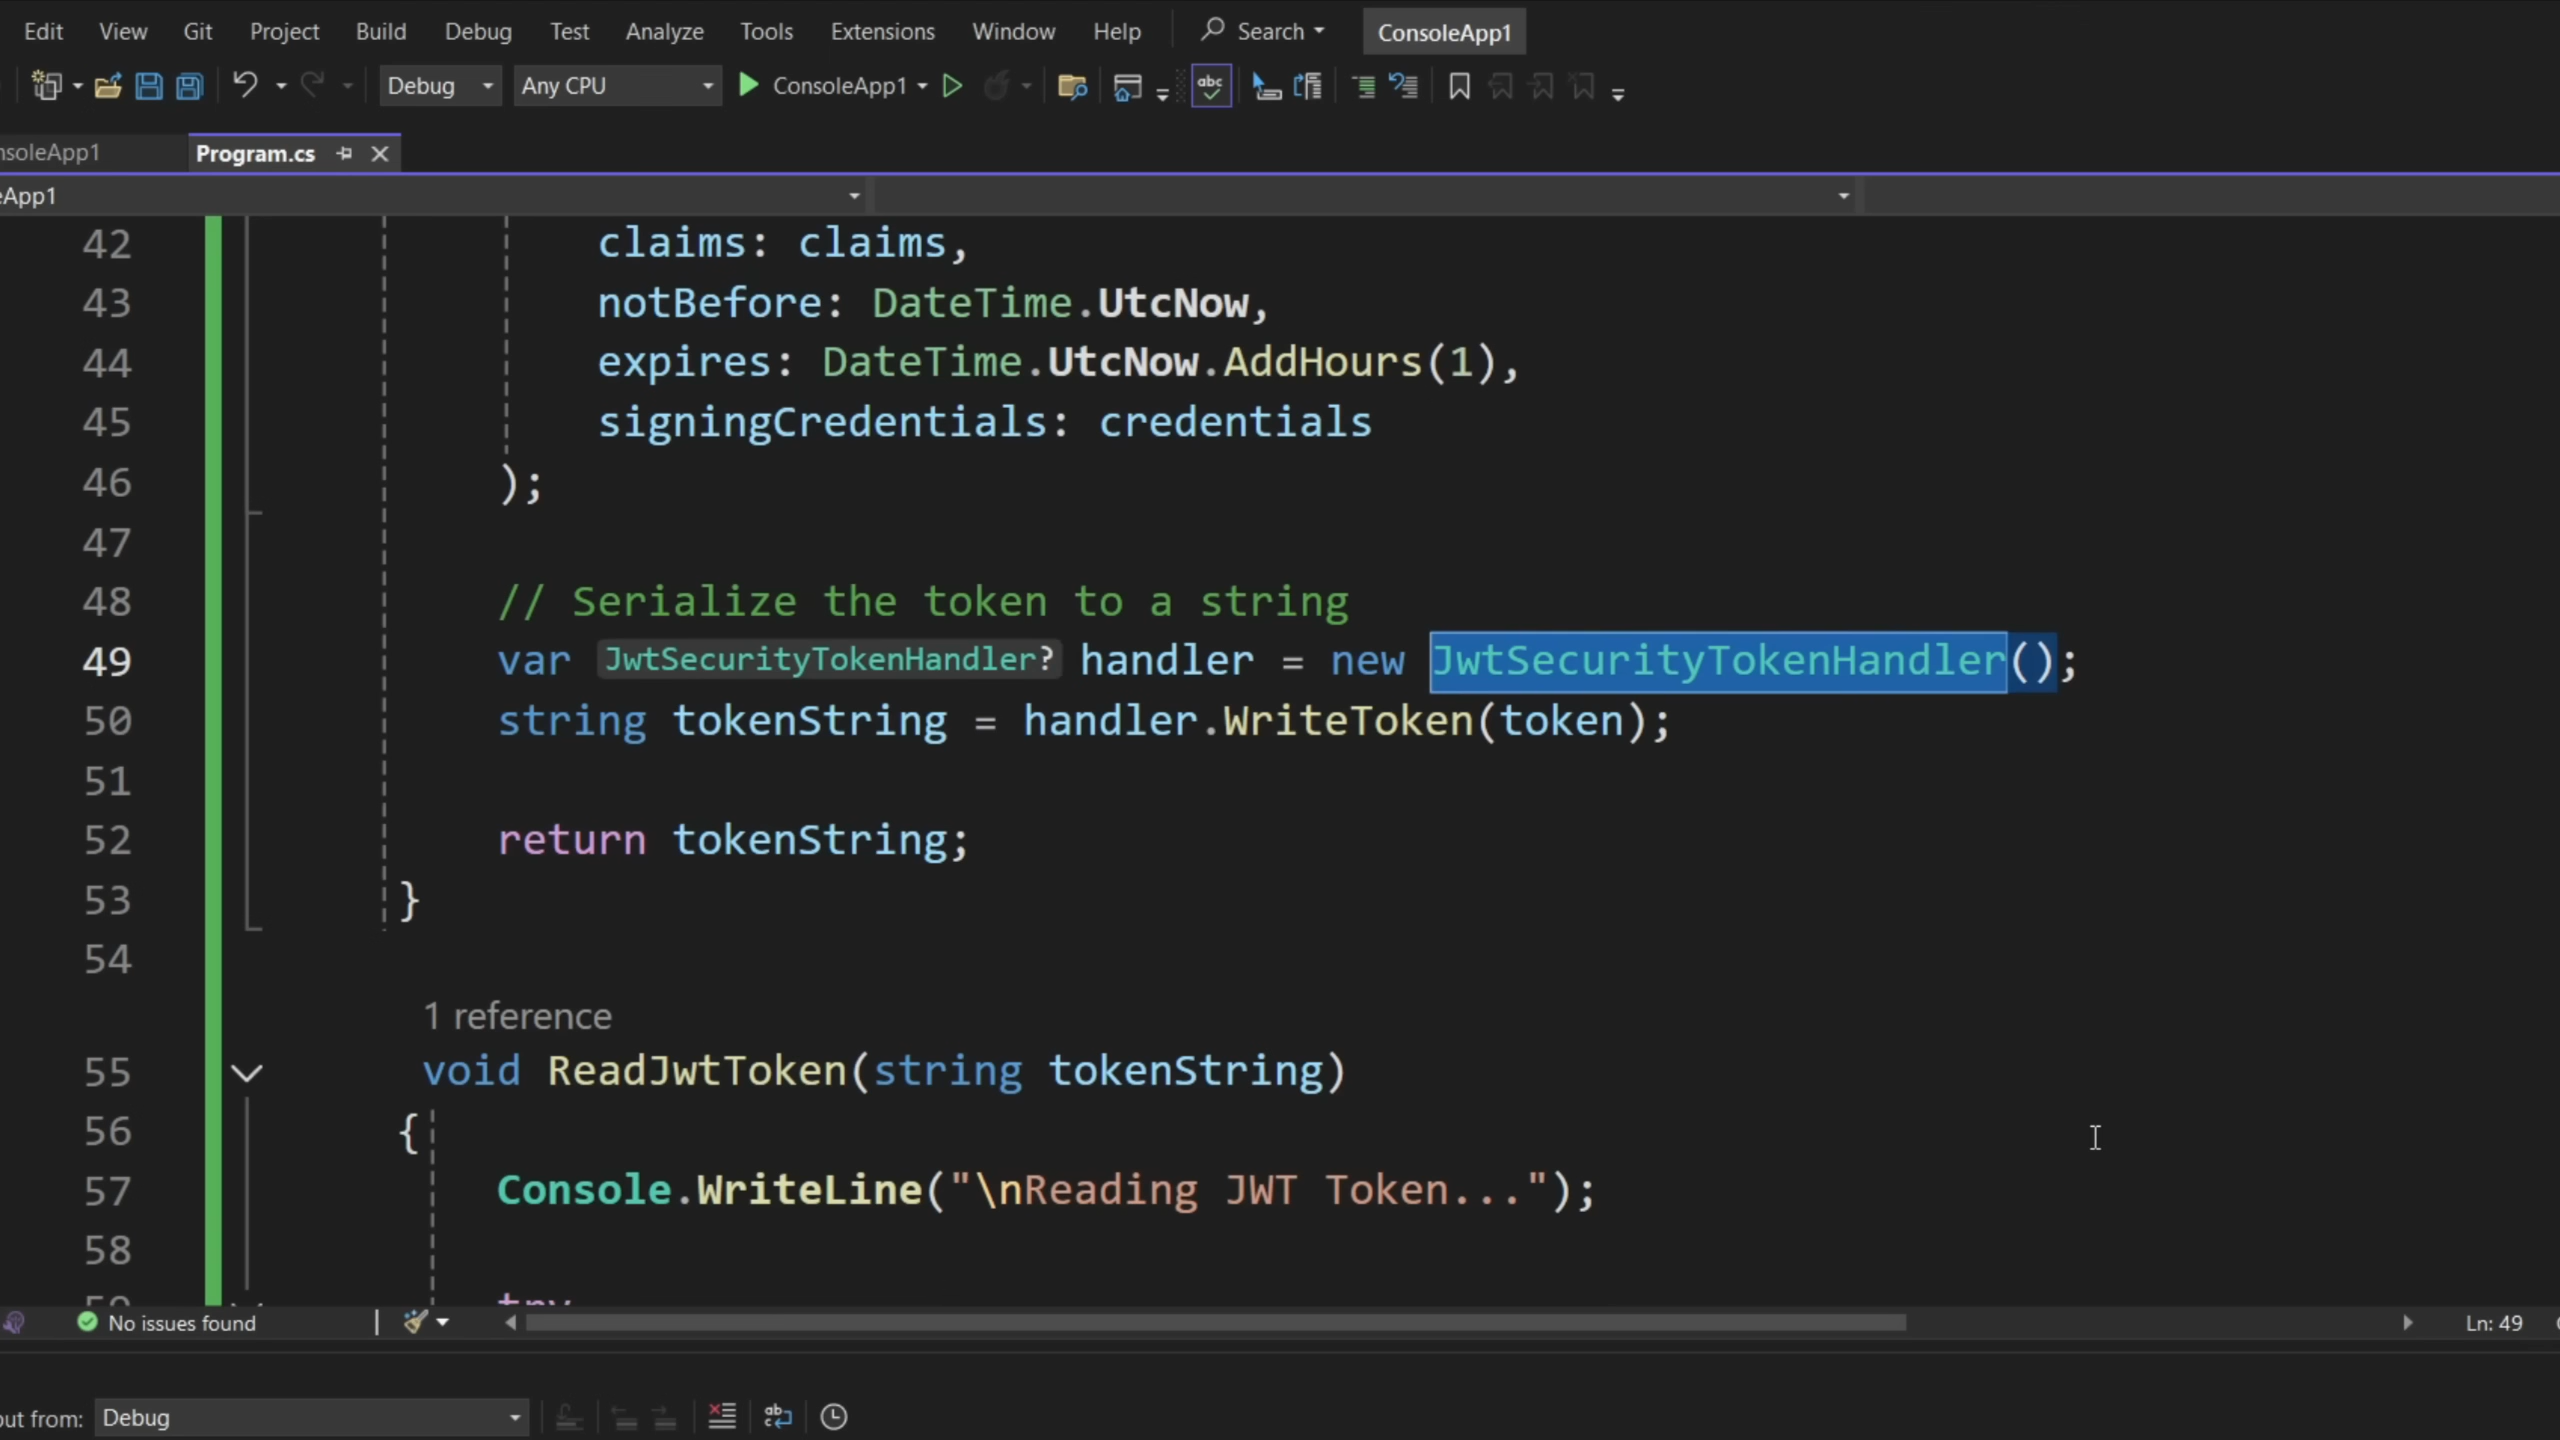 Edit View Git Project Build Debug Test Analyze Tools Extensions Window Help Search ConsoleApp1
Debug Any CPU ConsoleApp1
nsoleApp1 Program.cs
eApp1
42 claims: claims,
43 notBefore: DateTime.UtcNow,
44 expires: DateTime.UtcNow.AddHours(1),
45 signingCredentials: credentials
46 );
47
48 // Serialize the token to a string
49 var JwtSecurityTokenHandler? handler = new JwtSecurityTokenHandler();
50 string tokenString = handler.WriteToken(token);
51
52 return tokenString;
53 }
54
1 reference
55 void ReadJwtToken(string tokenString)
56 {
57 Console.WriteLine("\nReading JWT Token...");
58
59 try
No issues found Ln: 49
out from: Debug